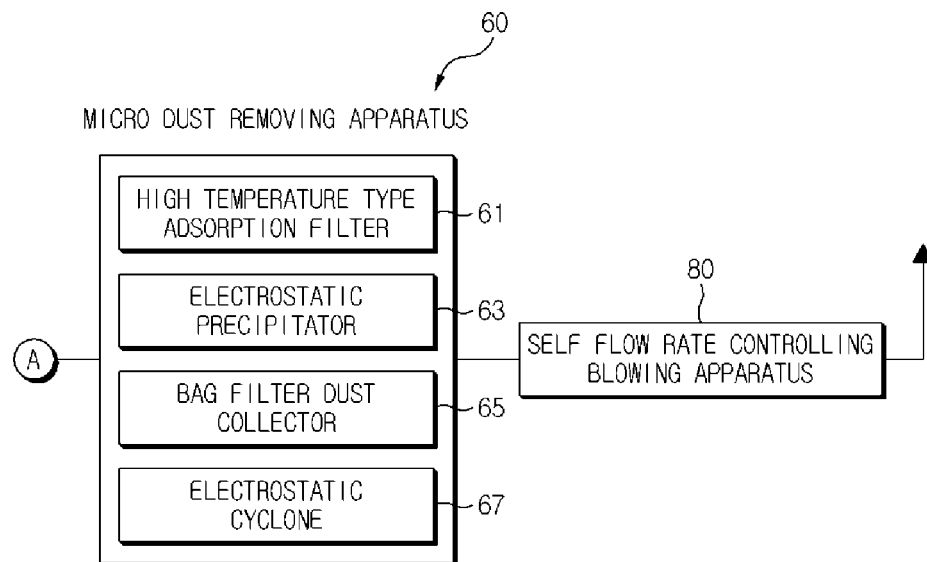 60
MICRO DUST REMOVING APPARATUS
HIGH TEMPERATURE TYPE
ADSORPTION FILTER
61
ELECTROSTATIC
PRECIPITATOR
63
A
BAG FILTER DUST
COLLECTOR
65
ELECTROSTATIC
CYCLONE
67
80
SELF FLOW RATE CONTROLLING
BLOWING APPARATUS